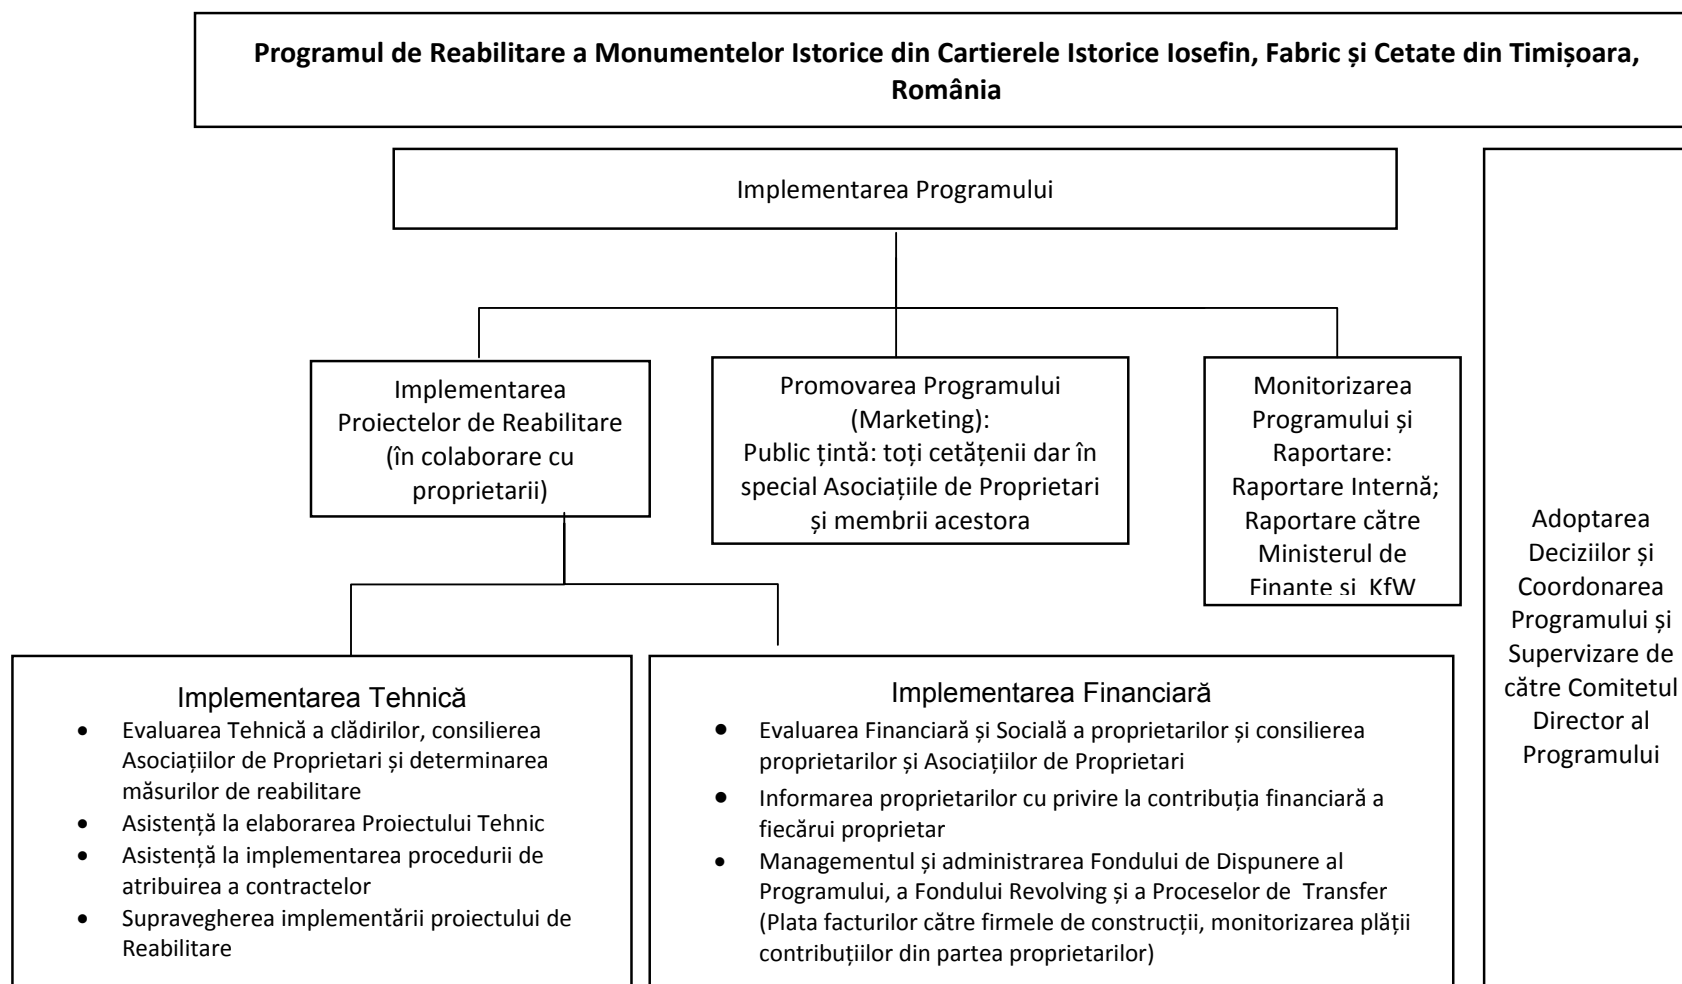 Programul de Reabilitare a Monumentelor Istorice din Cartierele Istorice Iosefin, Fabric și Cetate din Timișoara,
România
Implementarea Programului
Implementarea
Proiectelor de Reabilitare
(în colaborare cu
proprietarii)
Promovarea Programului
(Marketing):
Public țintă: toți cetățenii dar în
special Asociațiile de Proprietari
și membrii acestora
Monitorizarea
Programului și
Raportare:
Raportare Internă;
Raportare către
Ministerul de
Finanțe și KfW
Adoptarea
Deciziilor și
Coordonarea
Programului și
Supervizare de
către Comitetul
Director al
Programului
Implementarea Tehnică
• Evaluarea Tehnică a clădirilor, consilierea
Asociațiilor de Proprietari și determinarea
măsurilor de reabilitare
• Asistență la elaborarea Proiectului Tehnic
• Asistență la implementarea procedurii de
atribuirea a contractelor
• Supravegherea implementării proiectului de
Reabilitare
Implementarea Financiară
• Evaluarea Financiară și Socială a proprietarilor și consilierea
proprietarilor și Asociațiilor de Proprietari
• Informarea proprietarilor cu privire la contribuția financiară a
fiecărui proprietar
• Managementul și administrarea Fondului de Dispunere al
Programului, a Fondului Revolving și a Proceselor de Transfer
(Plata facturilor către firmele de construcții, monitorizarea plății
contribuțiilor din partea proprietarilor)